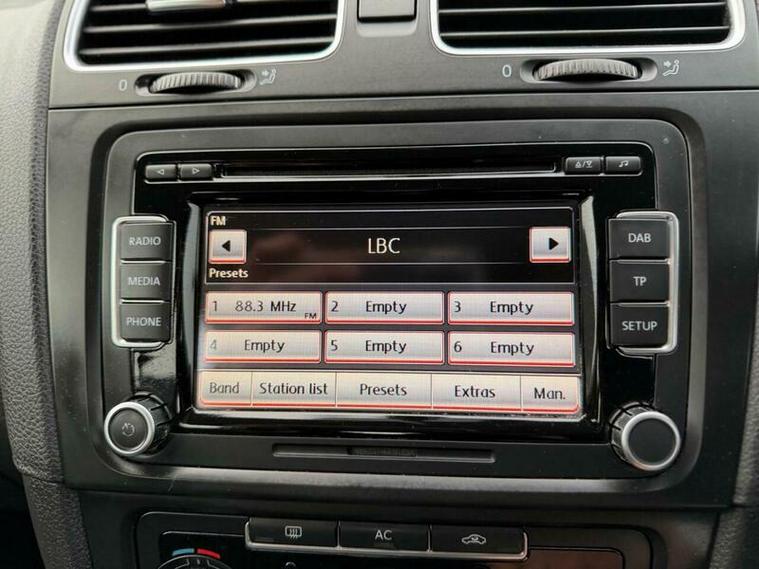 0
0
FM
LBC
Presets
RADIO
MEDIA
PHONE
DAB
TP
SETUP
1 88.3 MHz FM
2 Empty
3 Empty
4 Empty
5 Empty
6 Empty
Band
Station list
Presets
Extras
Man.
AC